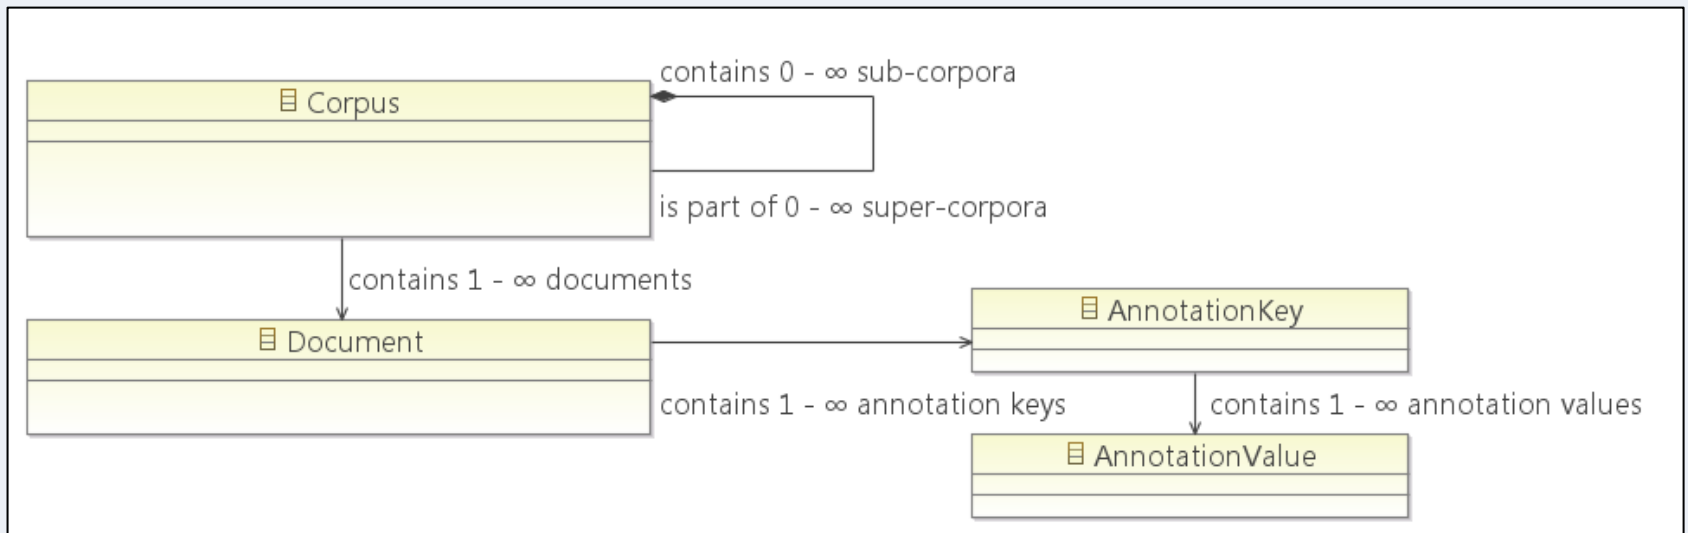 contains 0 - ∞ sub-corpora
Corpus
is part of 0 - ∞ super-corpora
contains 1 - ∞ documents
AnnotationKey
Document
contains 1 - ∞ annotation keys
contains 1 - ∞ annotation values
AnnotationValue